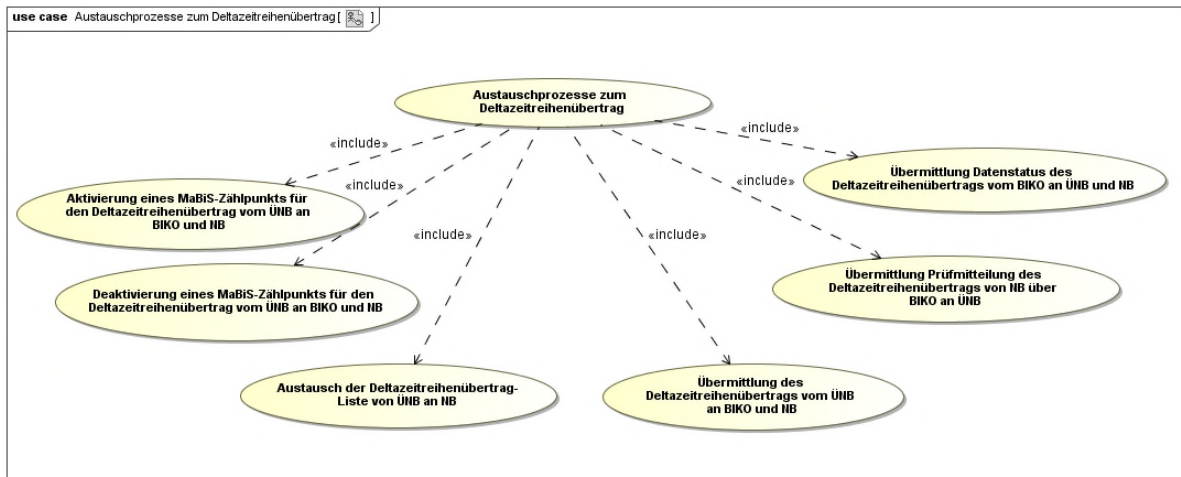 use case Austauschprozesse zum Deltazeitreihenübertrag [ ]
Austauschprozesse zum
Deltazeitreihenübertrag
«include»
«include»
«include»
«include»
«include»
«include»
Aktivierung eines MaBiS-Zählpunkts für
den Deltazeitreihenübertrag vom ÜNB an
BIKO und NB
Deaktivierung eines MaBiS-Zählpunkts für den
Deltazeitreihenübertrag vom ÜNB an BIKO und NB
Austausch der Deltazeitreihenübertrag-
Liste von ÜNB an NB
Übermittlung des
Deltazeitreihenübertrags vom ÜNB
an BIKO und NB
Übermittlung Prüfmitteilung des
Deltazeitreihenübertrags von NB über
BIKO an ÜNB
Übermittlung Datenstatus des
Deltazeitreihenübertrags vom BIKO an ÜNB und NB